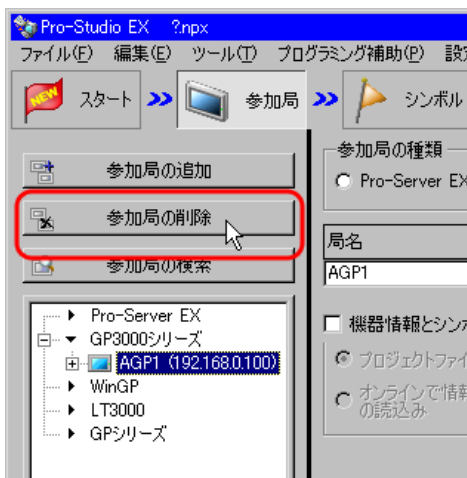 Pro-Studio EX ?.npx
ファイル(F) 編集(E) ツール(T) プログラミング補助(P) 設定
NEW スタート 参加局 シンボル
参加局の追加
参加局の削除
参加局の検索
Pro-Server EX
GP3000シリーズ
AGP1 (192.168.0.100)
WinGP
LT3000
GPシリーズ
参加局の種類
Pro-Server EX
局名
AGP1
機器情報とシンボ
プロジェクトファイ
オンラインで情報
の読込み